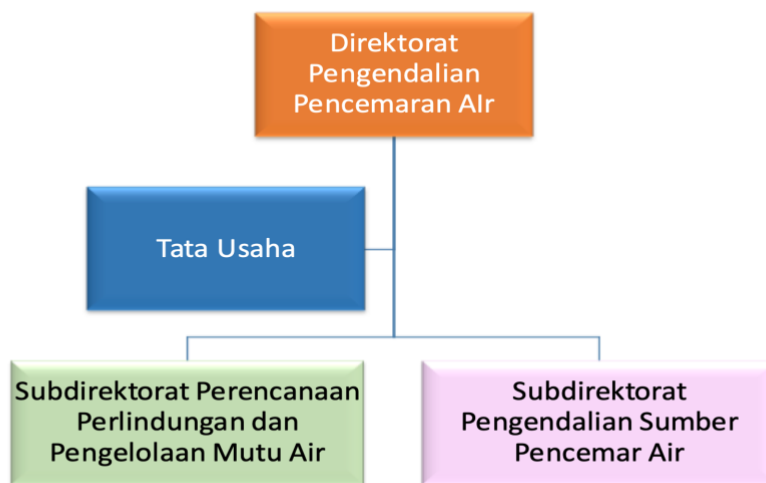 Direktorat
Pengendalian
Pencemaran AIr
Tata Usaha
Subdirektorat Perencanaan
Perlindungan dan
Pengelolaan Mutu Air
Subdirektorat
Pengendalian Sumber
Pencemar Air